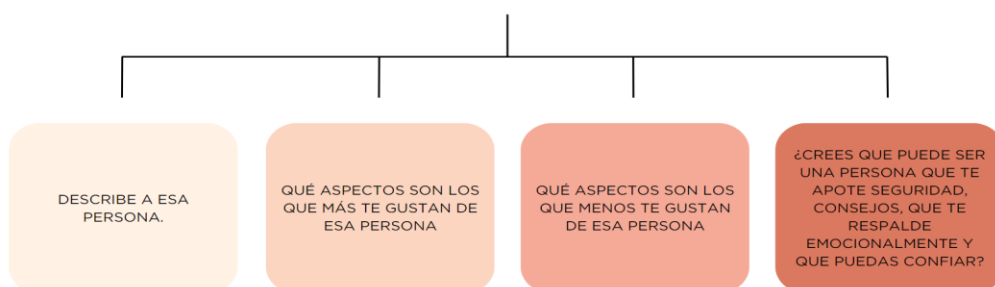 DESCRIBE A ESA
PERSONA.
QUÉ ASPECTOS SON LOS
QUE MÁS TE GUSTAN DE
ESA PERSONA
QUÉ ASPECTOS SON LOS
QUE MENOS TE GUSTAN
DE ESA PERSONA
¿CREES QUE PUEDE SER
UNA PERSONA QUE TE
APOTE SEGURIDAD,
CONSEJOS, QUE TE
RESPALDE
EMOCIONALMENTE Y
QUE PUEDAS CONFIAR?